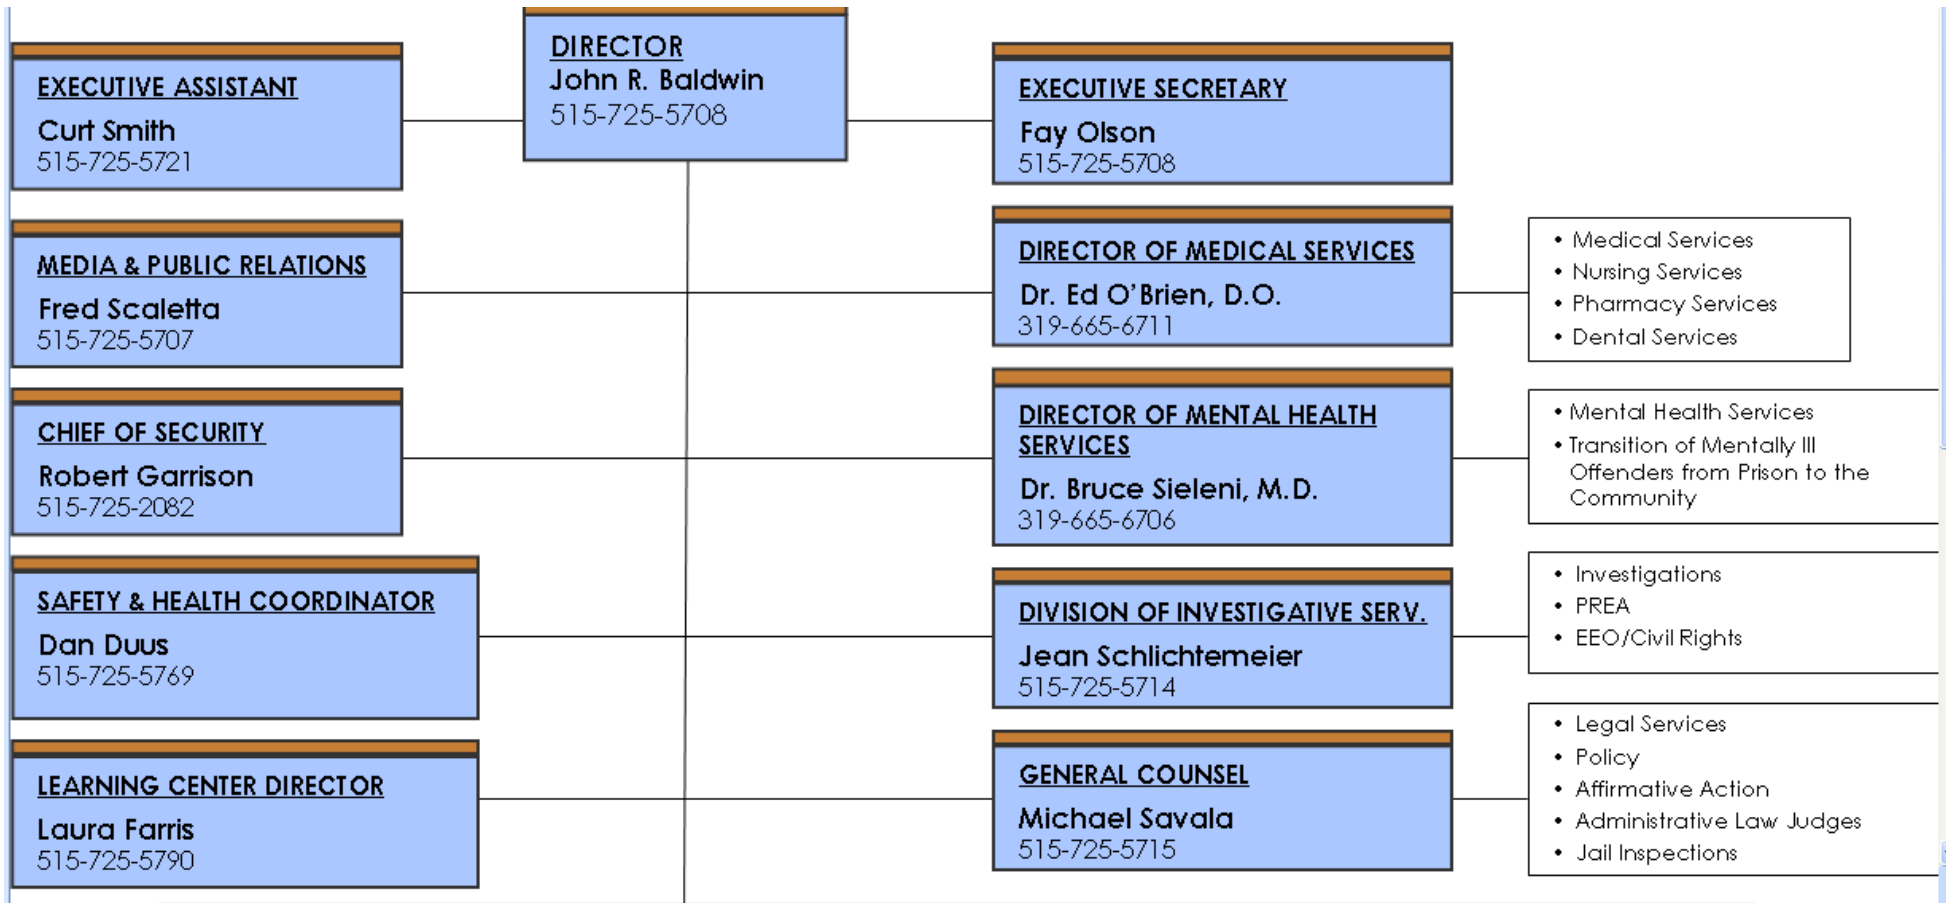 DIRECTOR
John R. Baldwin
515-725-5708
EXECUTIVE ASSISTANT
Curt Smith
515-725-5721
EXECUTIVE SECRETARY
Fay Olson
515-725-5708
MEDIA & PUBLIC RELATIONS
Fred Scaletta
515-725-5707
DIRECTOR OF MEDICAL SERVICES
Dr. Ed O'Brien, D.O.
319-665-6711
• Medical Services
• Nursing Services
• Pharmacy Services
• Dental Services
CHIEF OF SECURITY
Robert Garrison
515-725-2082
DIRECTOR OF MENTAL HEALTH
SERVICES
Dr. Bruce Sieleni, M.D.
319-665-6706
• Mental Health Services
• Transition of Mentally Ill
Offenders from Prison to the
Community
SAFETY & HEALTH COORDINATOR
Dan Duus
515-725-5769
DIVISION OF INVESTIGATIVE SERV.
Jean Schlichtemeier
515-725-5714
• Investigations
• PREA
• EEO/Civil Rights
LEARNING CENTER DIRECTOR
Laura Farris
515-725-5790
GENERAL COUNSEL
Michael Savala
515-725-5715
• Legal Services
• Policy
• Affirmative Action
• Administrative Law Judges
• Jail Inspections